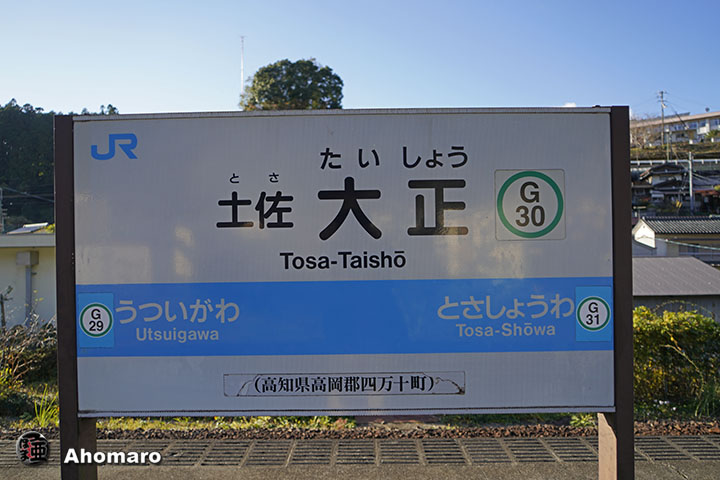 JR
たいしょう
とさ
土佐大正
G
30
Tosa-Taishō
G
29
うついがわ
Utsuigawa
とさしょうわ
Tosa-Shōwa
G
31
(高知県高岡郡四万十町)
Ahomaro